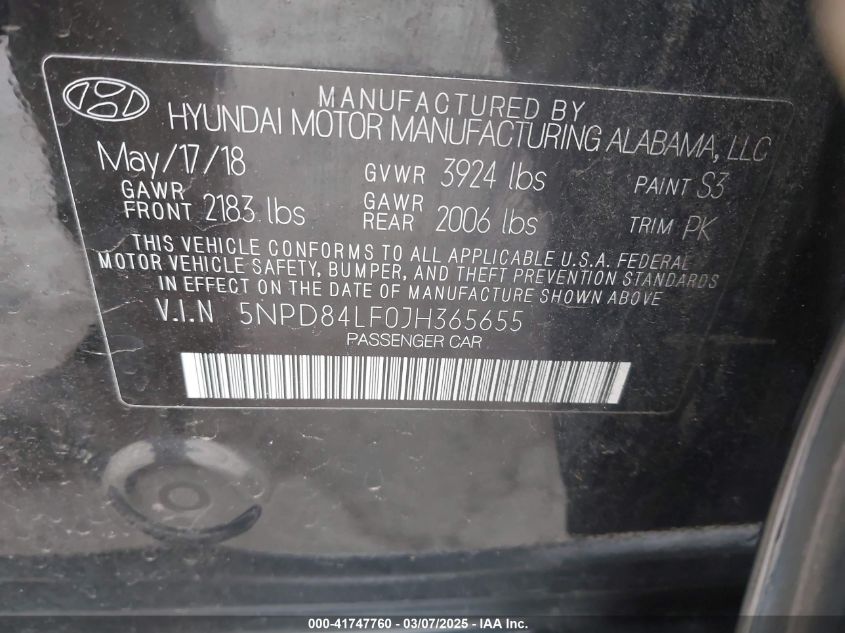 MANUFACTURED BY
HYUNDAI MOTOR MANUFACTURING ALABAMA, LLC
May/17/18 GVWR 3924 lbs PAINT S3
GAWR FRONT 2183 lbs GAWR REAR 2006 lbs TRIM PK
THIS VEHICLE CONFORMS TO ALL APPLICABLE U.S.A. FEDERAL
MOTOR VEHICLE SAFETY, BUMPER, AND THEFT PREVENTION STANDARDS
IN EFFECT ON THE DATE OF MANUFACTURE SHOWN ABOVE
V.I.N 5NPD84LF0JH365655
PASSENGER CAR
000-41747760 — 03/07/2025 — IAA Inc.